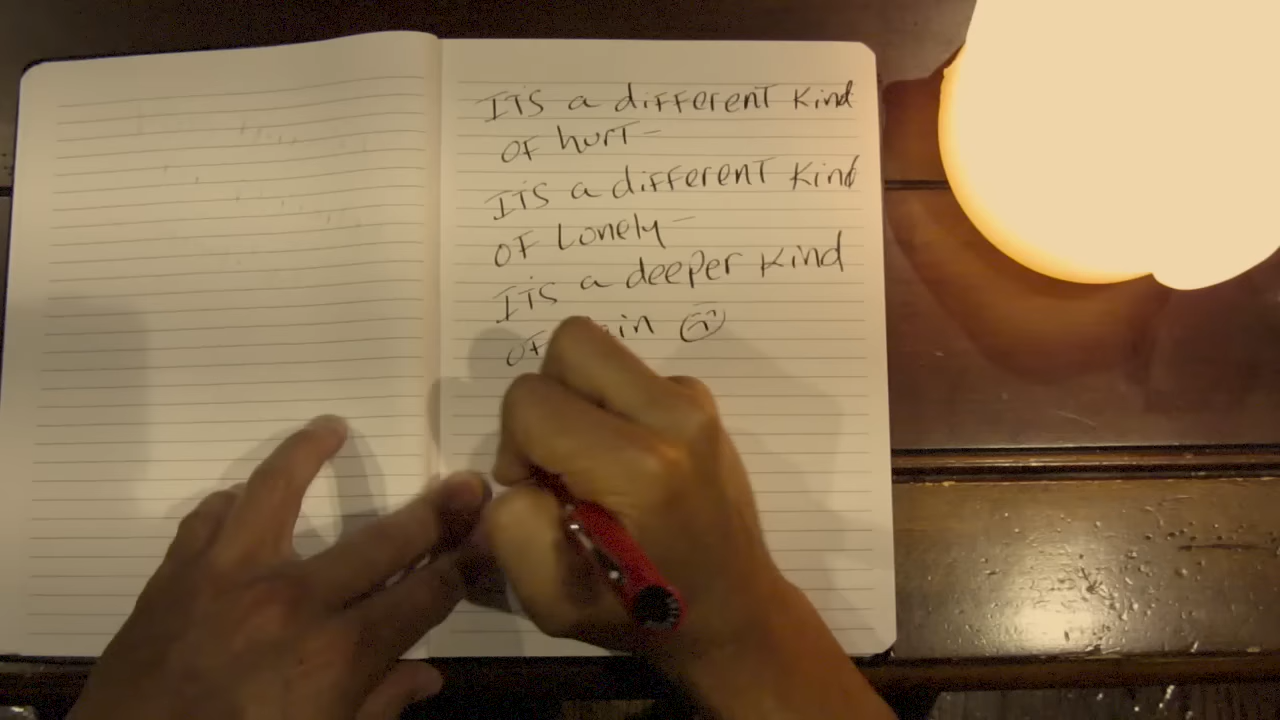 ITS a different kind
OF hurt-
ITS a different kind
OF Lonely-
ITS a deeper kind
OF